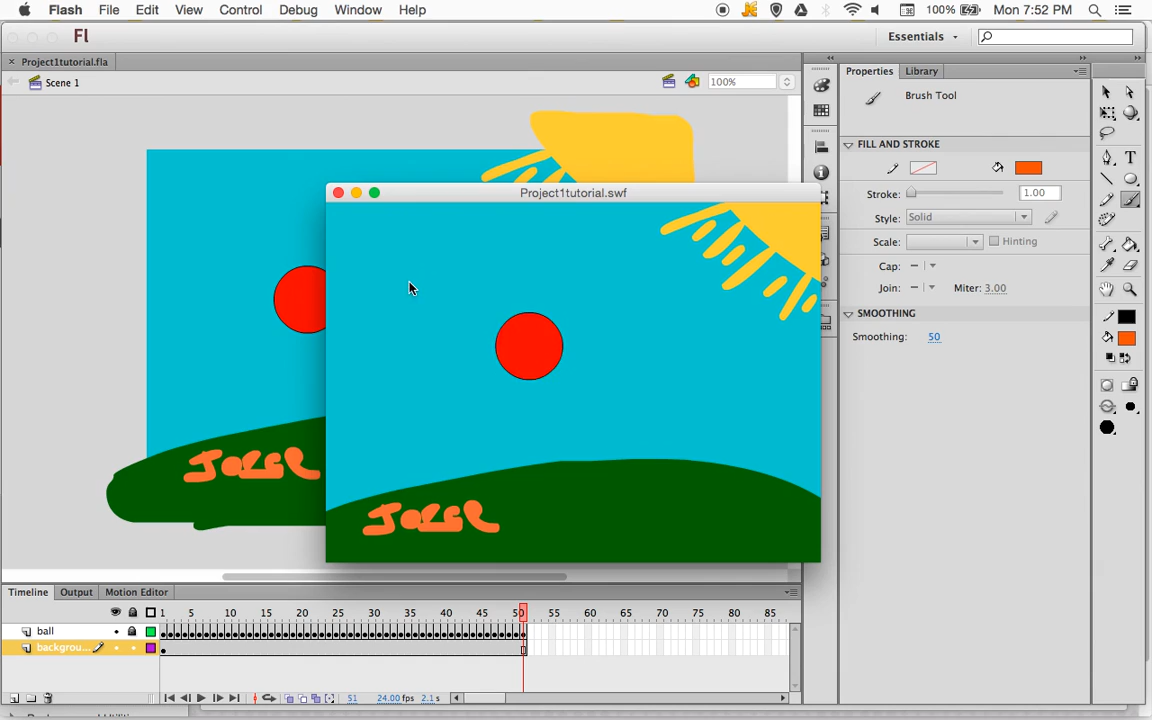 Flash File Edit View Control Debug Window Help 100% Mon 7:52 PM
Fl Essentials
Project1tutorial.fla
Scene 1 100%
Properties Library
Brush Tool
FILL AND STROKE
Stroke: 1.00
Style: Solid
Scale: Hinting
Cap:
Join: Miter: 3.00
SMOOTHING
Smoothing: 50
Project1tutorial.swf
Jorge
Jorge
Timeline Output Motion Editor
1 5 10 15 20 25 30 35 40 45 50 55 60 65 70 75 80 85
ball
backgrou...
51 24.00 fps 2.1 s